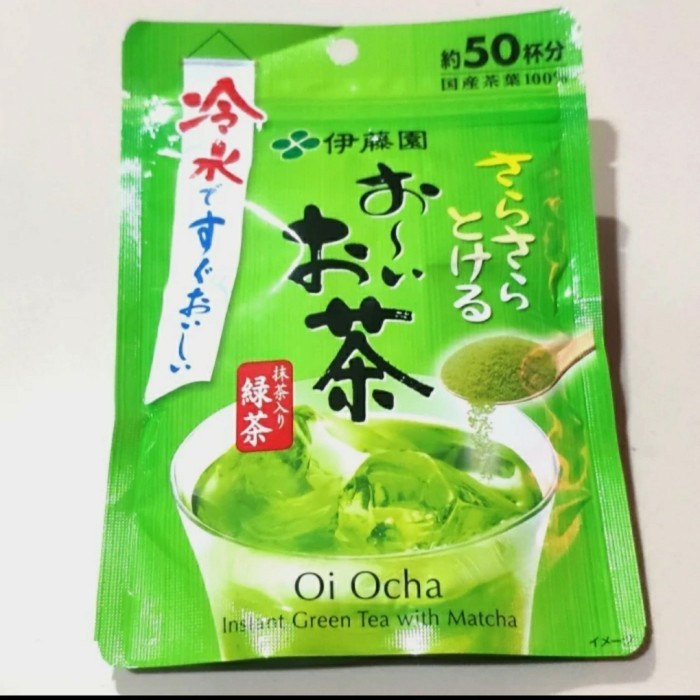 約50杯分
国産茶葉100%
冷水ですぐおいしい
伊藤園
お～いお茶
さらさら
とける
抹茶入り
緑茶
Oi Ocha
Instant Green Tea with Matcha
イメージ